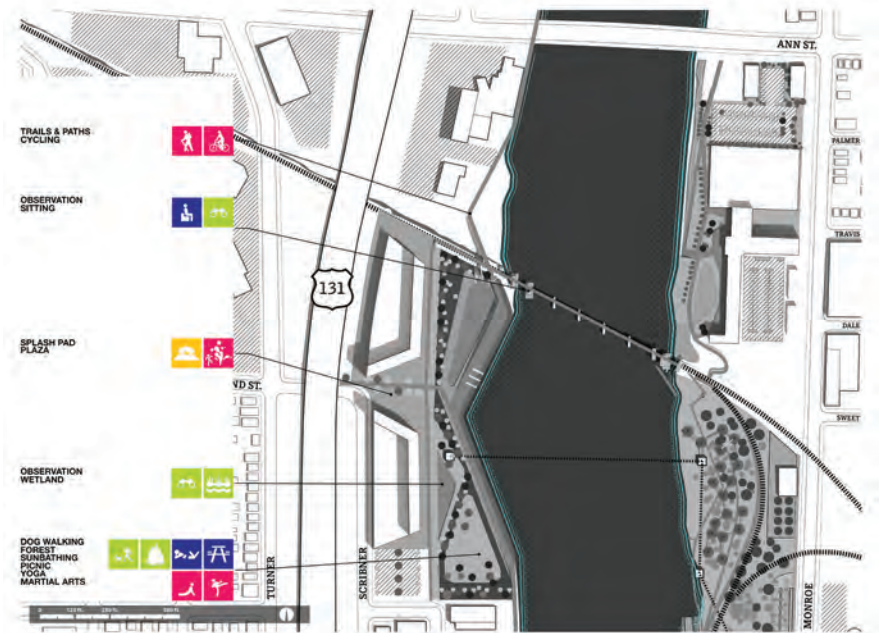 ANN ST.
PALMER
TRAVIS
DALE
SWEET
MONROE
TRAILS & PATHS
CYCLING
OBSERVATION
SITTING
131
SPLASH PAD
PLAZA
ND ST.
OBSERVATION
WETLAND
DOG WALKING
FOREST
SUNBATHING
PICNIC
YOGA
MARTIAL ARTS
TURNER
SCRIBNER
0